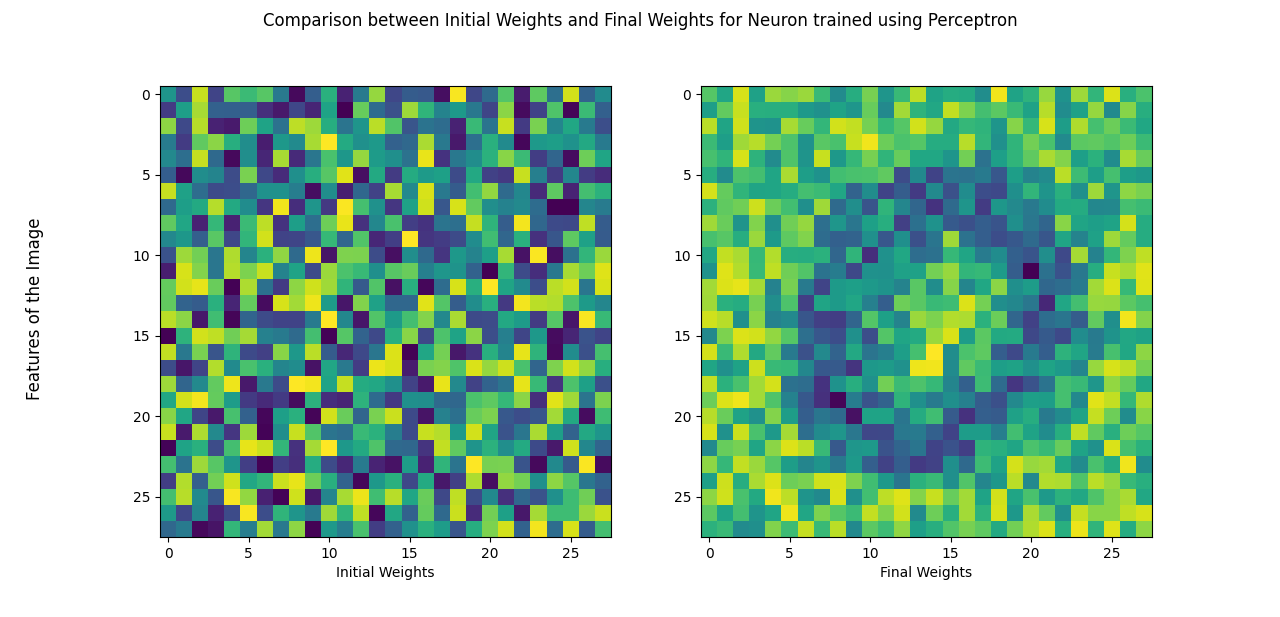 Comparison between Initial Weights and Final Weights for Neuron trained using Perceptron
Features of the Image
0
5
10
15
20
25
0 5 10 15 20 25
Initial Weights
0
5
10
15
20
25
0 5 10 15 20 25
Final Weights